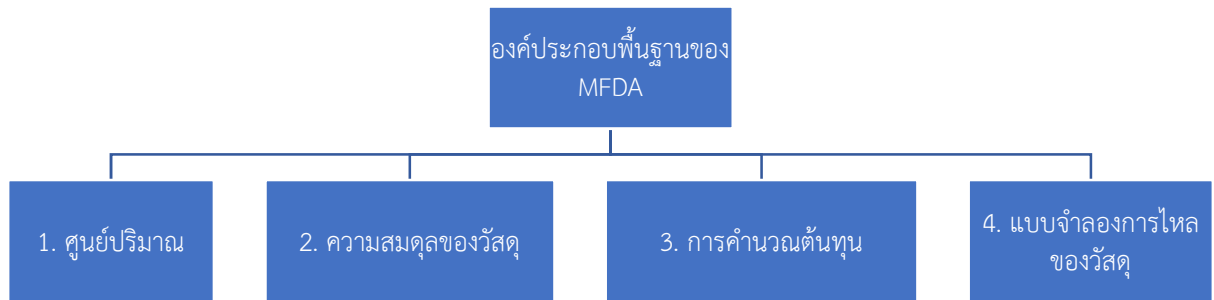 องค์ประกอบพื้นฐานของ
MFDA
1. ศูนย์ปริมาณ
2. ความสมดุลของวัสดุ
3. การคำนวณต้นทุน
4. แบบจำลองการไหล
ของวัสดุ